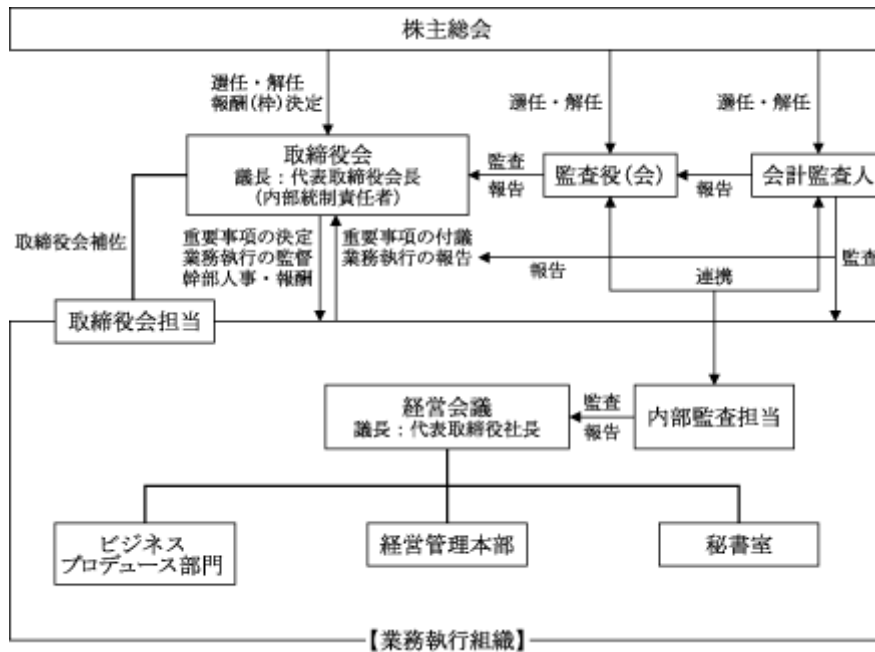 株主総会
選任・解任
報酬(枠)決定
選任・解任
選任・解任
取締役会
議長：代表取締役会長
(内部統制責任者)
監査
報告
監査役(会)
報告
会計監査人
取締役会補佐
重要事項の決定
業務執行の監督
幹部人事・報酬
重要事項の付議
業務執行の報告
報告
連携
監査
取締役会担当
経営会議
議長：代表取締役社長
監査
報告
内部監査担当
ビジネス
プロデュース部門
経営管理本部
秘書室
【業務執行組織】